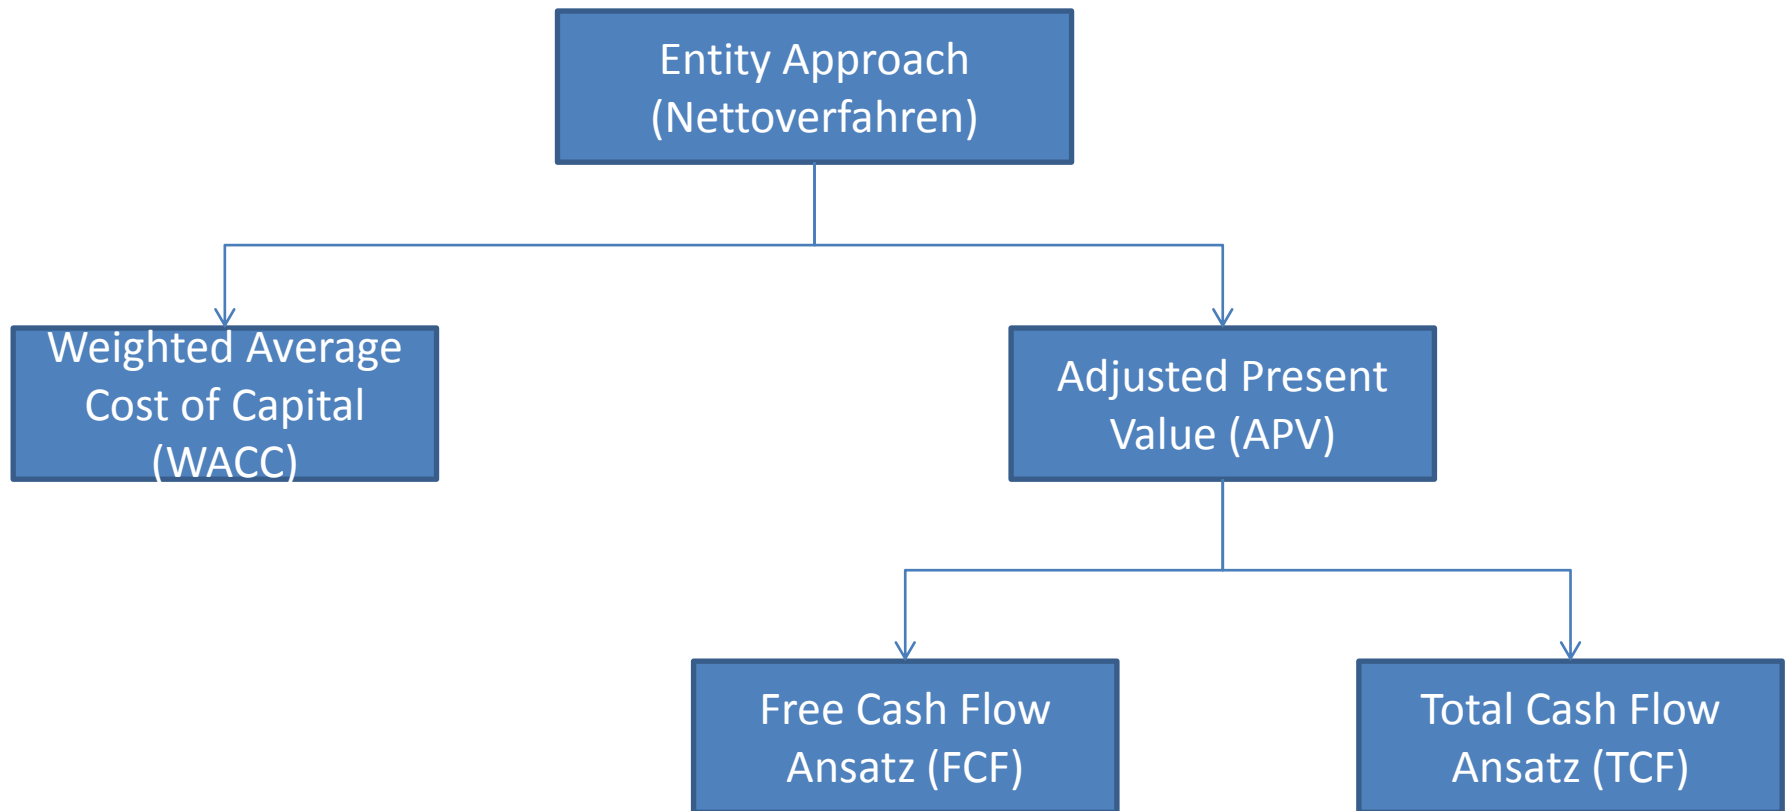 Entity Approach
(Nettoverfahren)
Weighted Average
Cost of Capital
(WACC)
Adjusted Present
Value (APV)
Free Cash Flow
Ansatz (FCF)
Total Cash Flow
Ansatz (TCF)